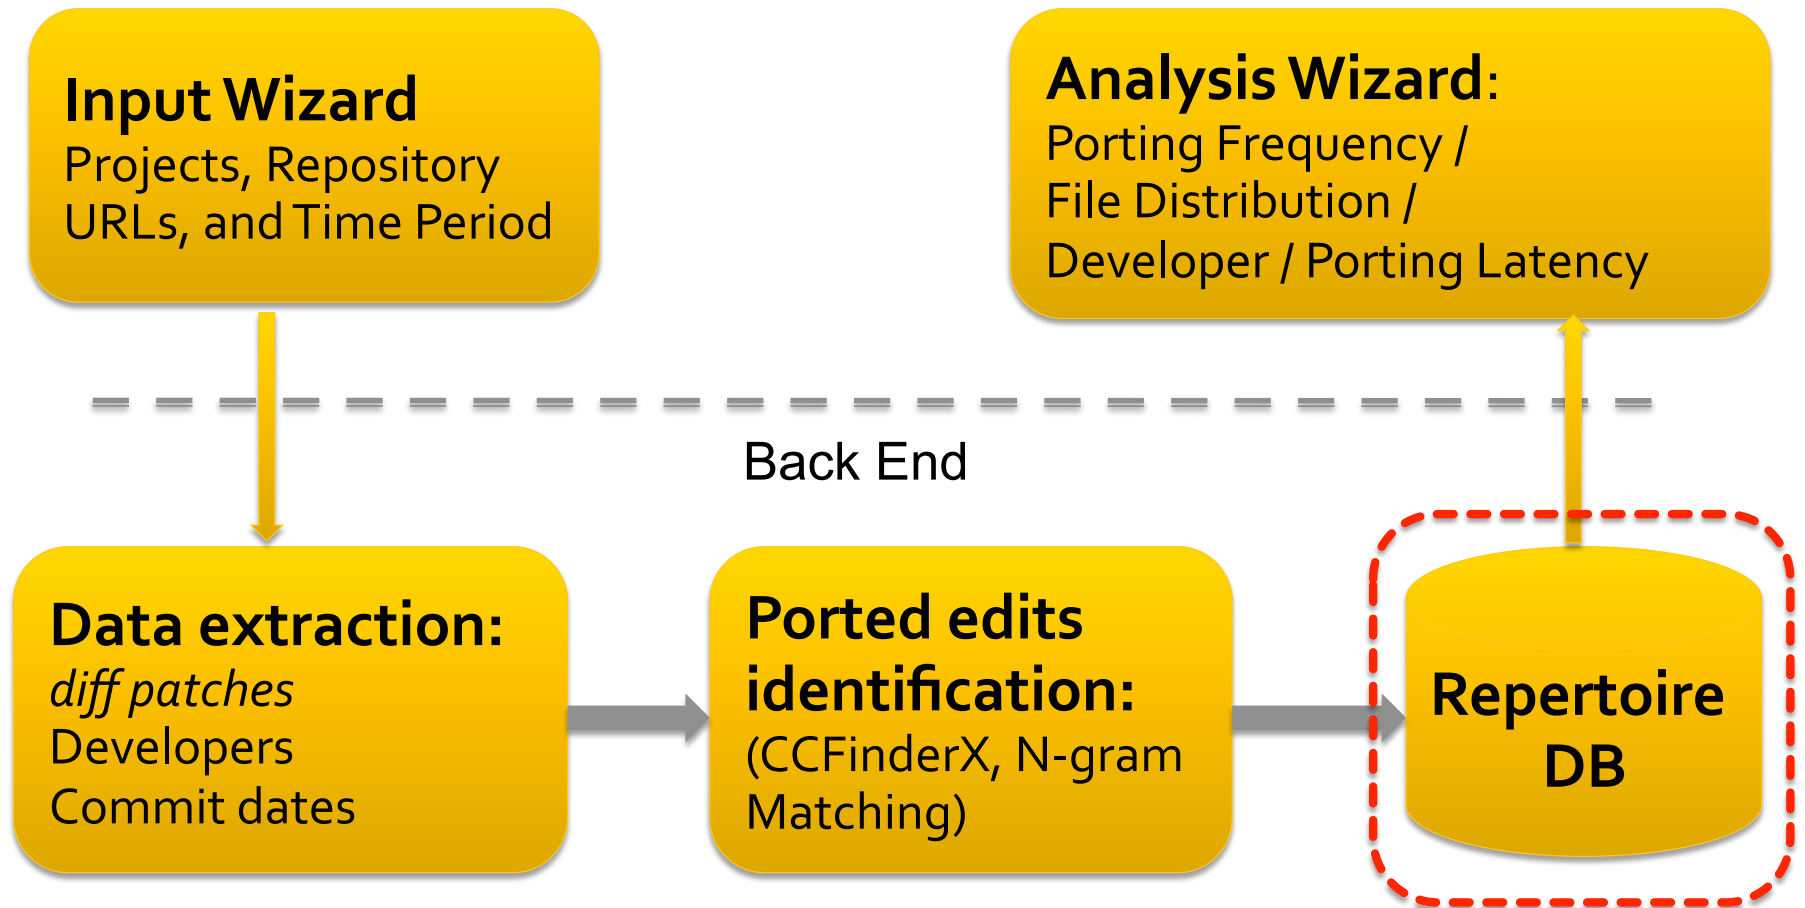 Input Wizard
Projects, Repository
URLs, and Time Period
Analysis Wizard:
Porting Frequency /
File Distribution /
Developer / Porting Latency
Back End
Data extraction:
diff patches
Developers
Commit dates
Ported edits
identification:
(CCFinderX, N-gram
Matching)
Repertoire
DB